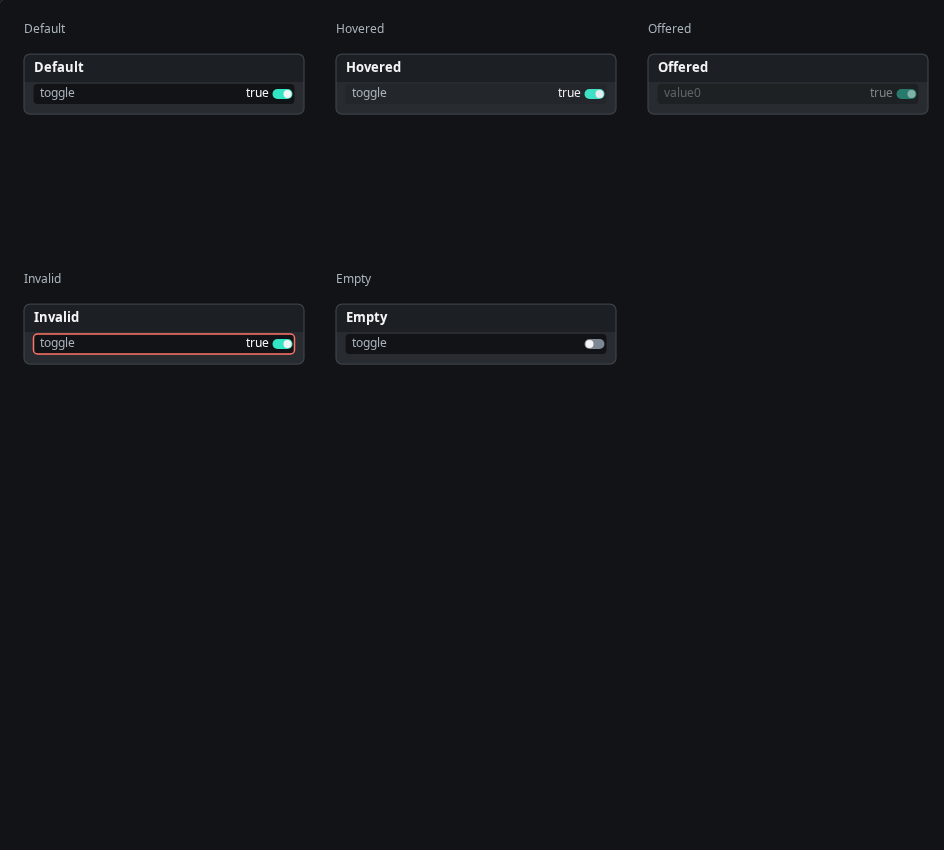 Default
Hovered
Offered
Default
Hovered
Offered
toggle true
toggle true
value0 true
Invalid
Empty
Invalid
Empty
toggle true
toggle